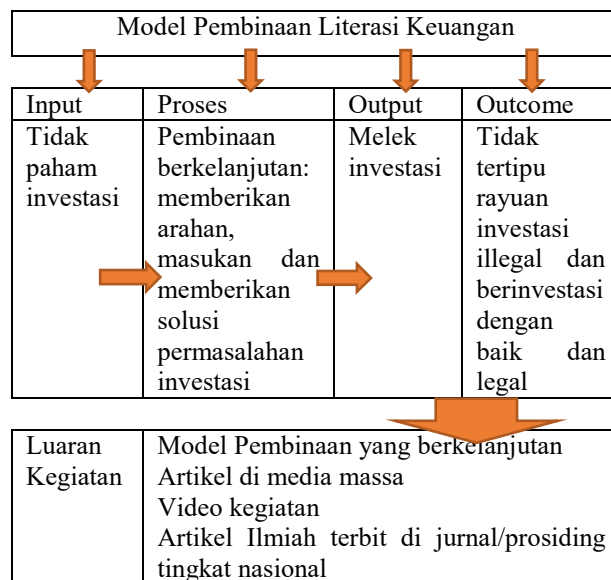 Model Pembinaan Literasi Keuangan
Input
Tidak
paham
investasi
Proses
Pembinaan
berkelanjutan:
memberikan
arahan,
masukan dan
memberikan
solusi
permasalahan
investasi
Output
Melek
investasi
Outcome
Tidak
tertipu
rayuan
investasi
illegal dan
berinvestasi
dengan
baik dan
legal
Luaran
Kegiatan
Model Pembinaan yang berkelanjutan
Artikel di media massa
Video kegiatan
Artikel Ilmiah terbit di jurnal/prosiding
tingkat nasional